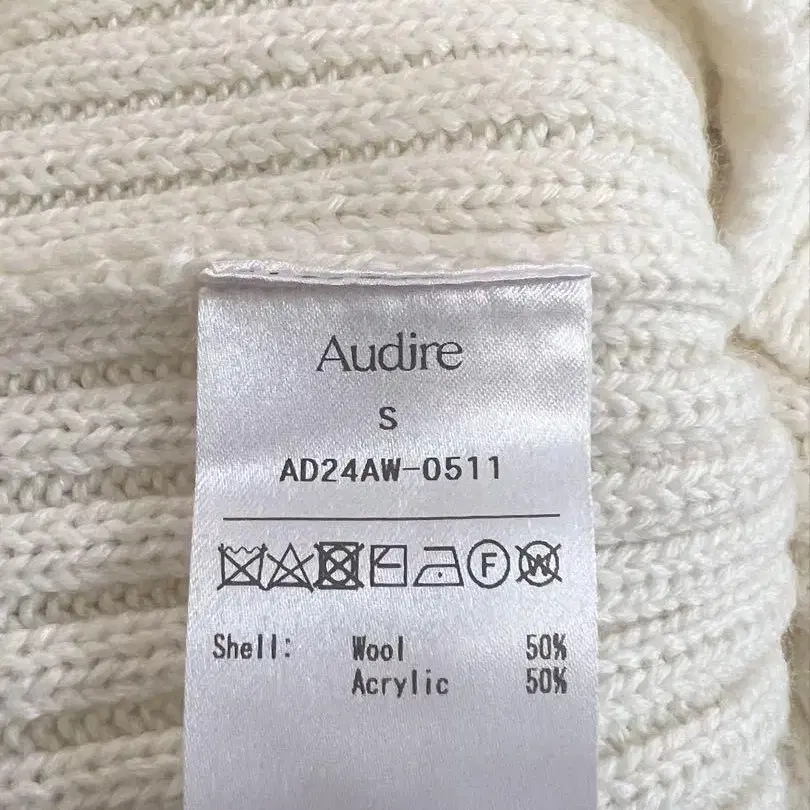 Audire
S
AD24AW-0511
F W
Shell: Wool 50%
Acrylic 50%